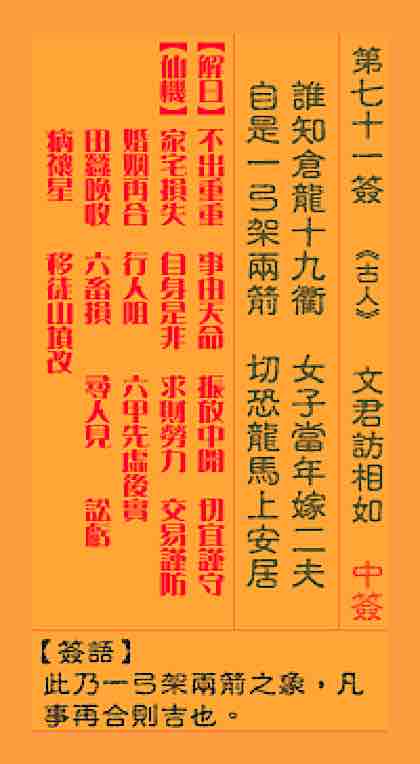 第七十一簽 《古人》 文君訪相如 中簽
誰知倉龍十九衢 女子當年嫁二夫
自是一弓架兩箭 切恐龍馬上安居
【解曰】不出重重 事由天命 振放中開 切宜謹守
【仙機】家宅損失 自身是非 求財勞力 交易謹防
婚姻再合 行人阻 六甲先虛後實
田蠶晚收 六畜損 尋人見 訟虧
病禳星 移徙山墳改
【簽語】
此乃一弓架兩箭之象，凡
事再合則吉也。